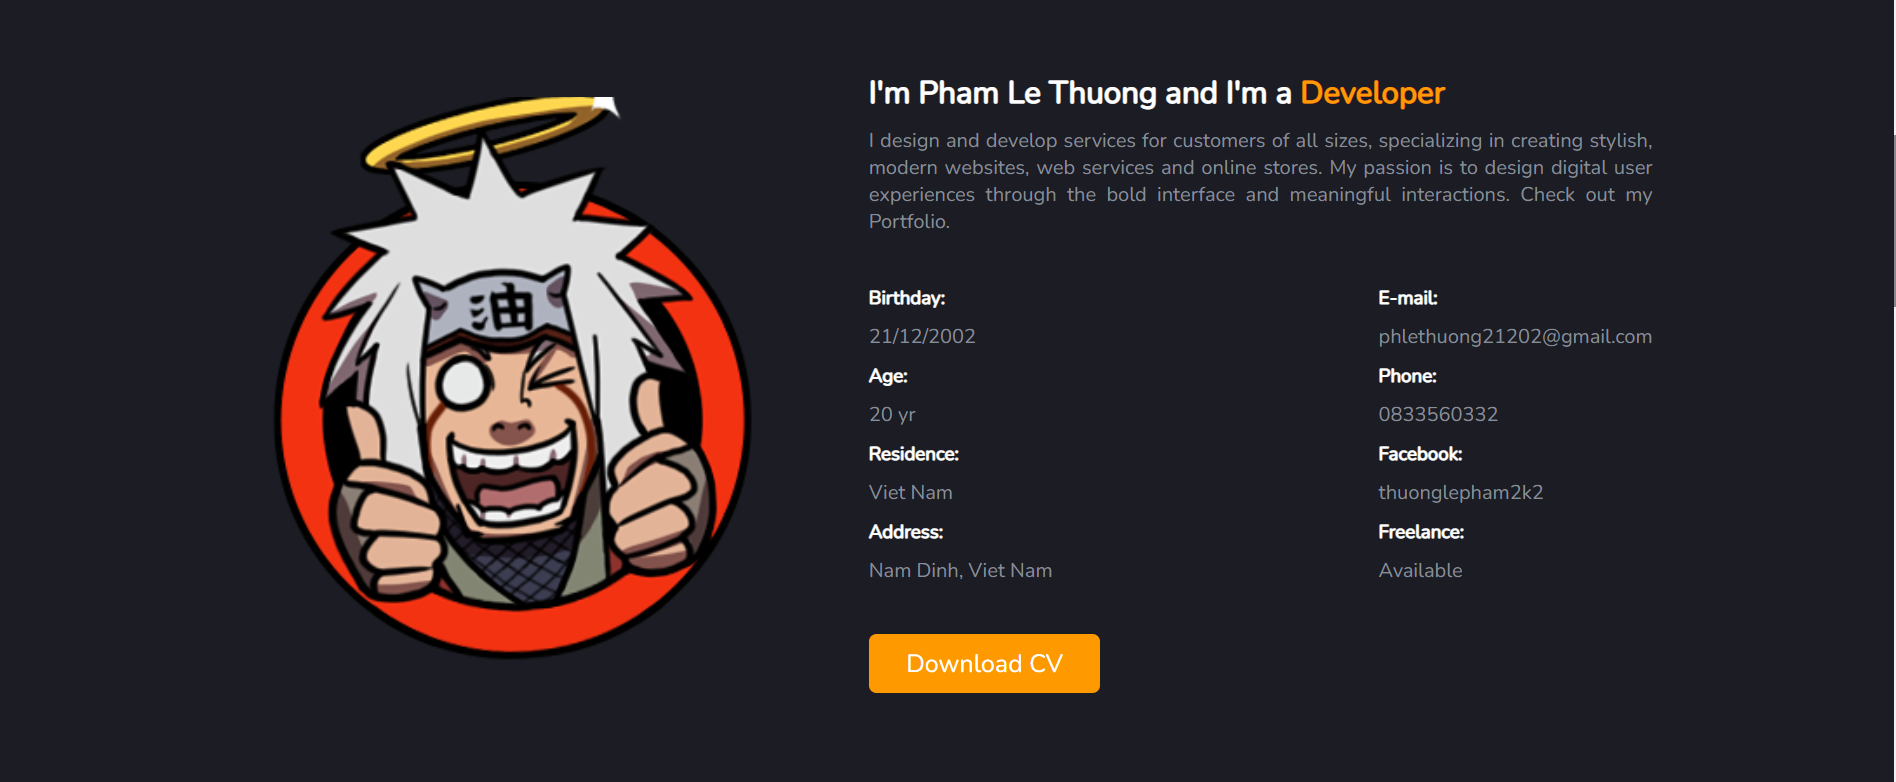 I'm Pham Le Thuong and I'm a Developer
I design and develop services for customers of all sizes, specializing in creating stylish,
modern websites, web services and online stores. My passion is to design digital user
experiences through the bold interface and meaningful interactions. Check out my
Portfolio.
油
Birthday:
21/12/2002
Age:
20 yr
Residence:
Viet Nam
Address:
Nam Dinh, Viet Nam
E-mail:
phlethuong21202@gmail.com
Phone:
0833560332
Facebook:
thuonglepham2k2
Freelance:
Available
Download CV